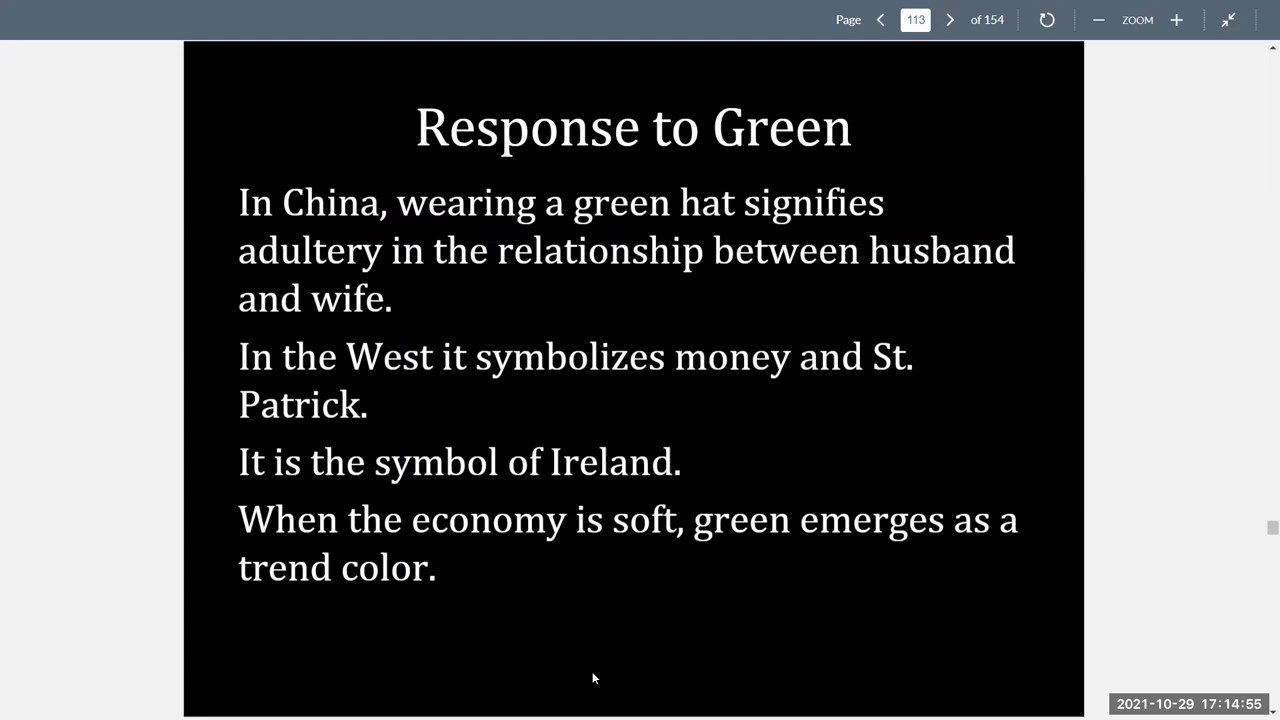 Page 113 of 154 ZOOM
Response to Green
In China, wearing a green hat signifies
adultery in the relationship between husband
and wife.
In the West it symbolizes money and St.
Patrick.
It is the symbol of Ireland.
When the economy is soft, green emerges as a
trend color.
2021-10-29 17:14:55